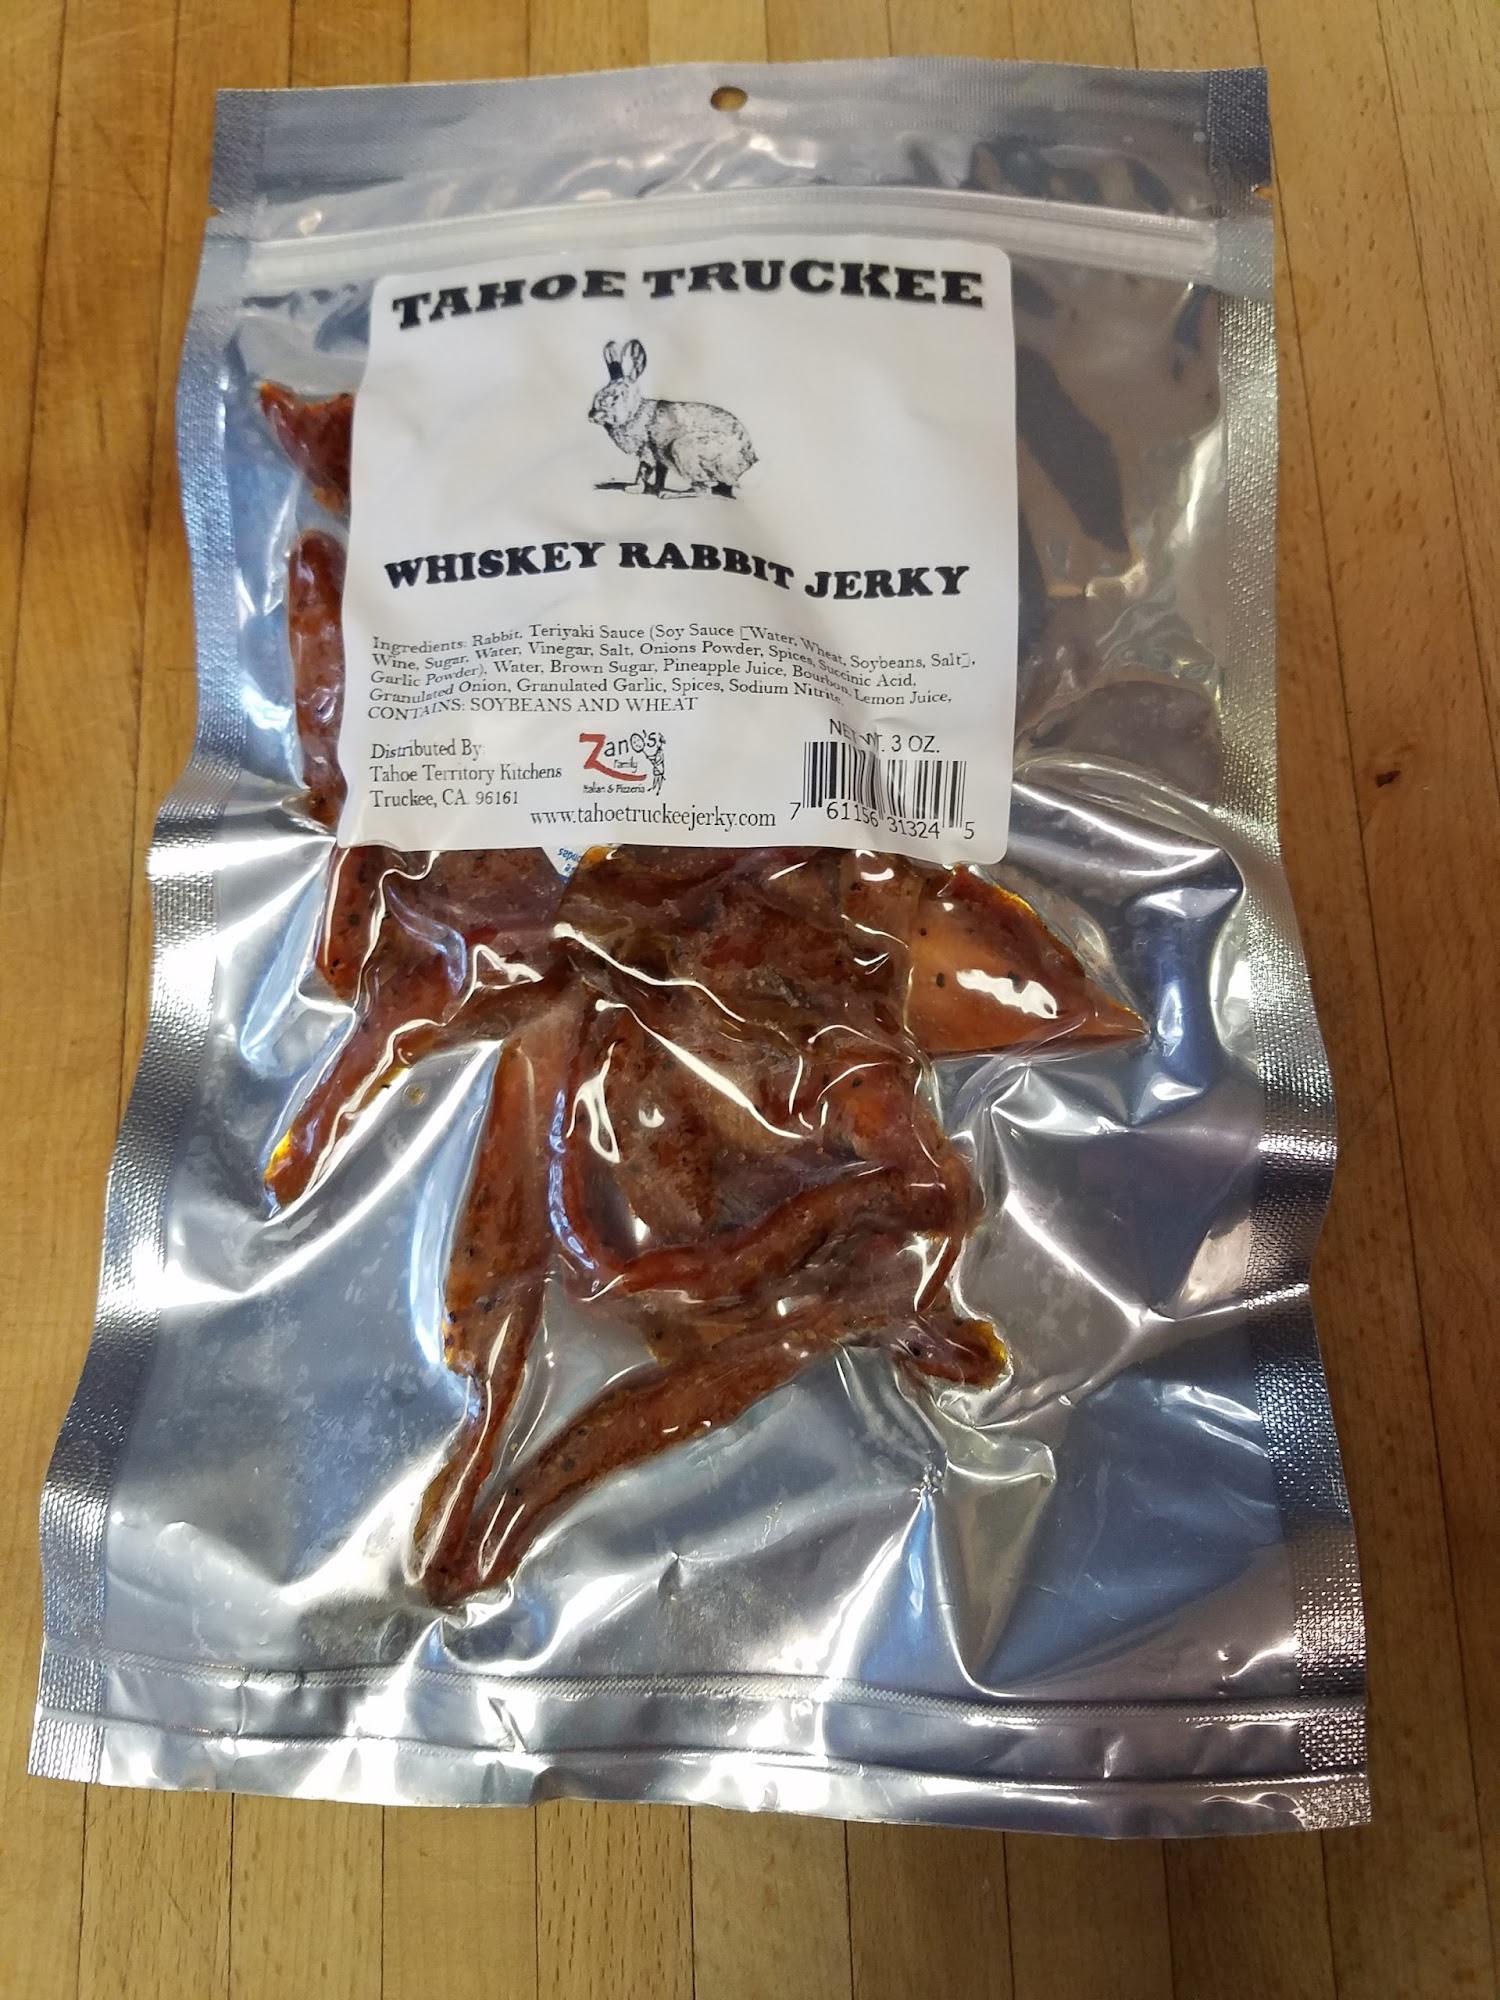 TAHOE TRUCKEE
WHISKEY RABBIT JERKY
Ingredients: Rabbit, Teriyaki Sauce (Soy Sauce [Water, Wheat, Soybeans, Salt],
Wine, Sugar, Water, Vinegar, Salt, Onions Powder, Spices, Succinic Acid,
Garlic Powder), Water, Brown Sugar, Pineapple Juice, Bourbon, Lemon Juice,
Granulated Onion, Granulated Garlic, Spices, Sodium Nitrite.
CONTAINS: SOYBEANS AND WHEAT
NET WT. 3 OZ.
Distributed By:
Tahoe Territory Kitchens
Truckee, CA. 96161
ZanO's
Family
Italian & Pizzeria
www.tahoetruckeejerky.com
7 61156 31324 5